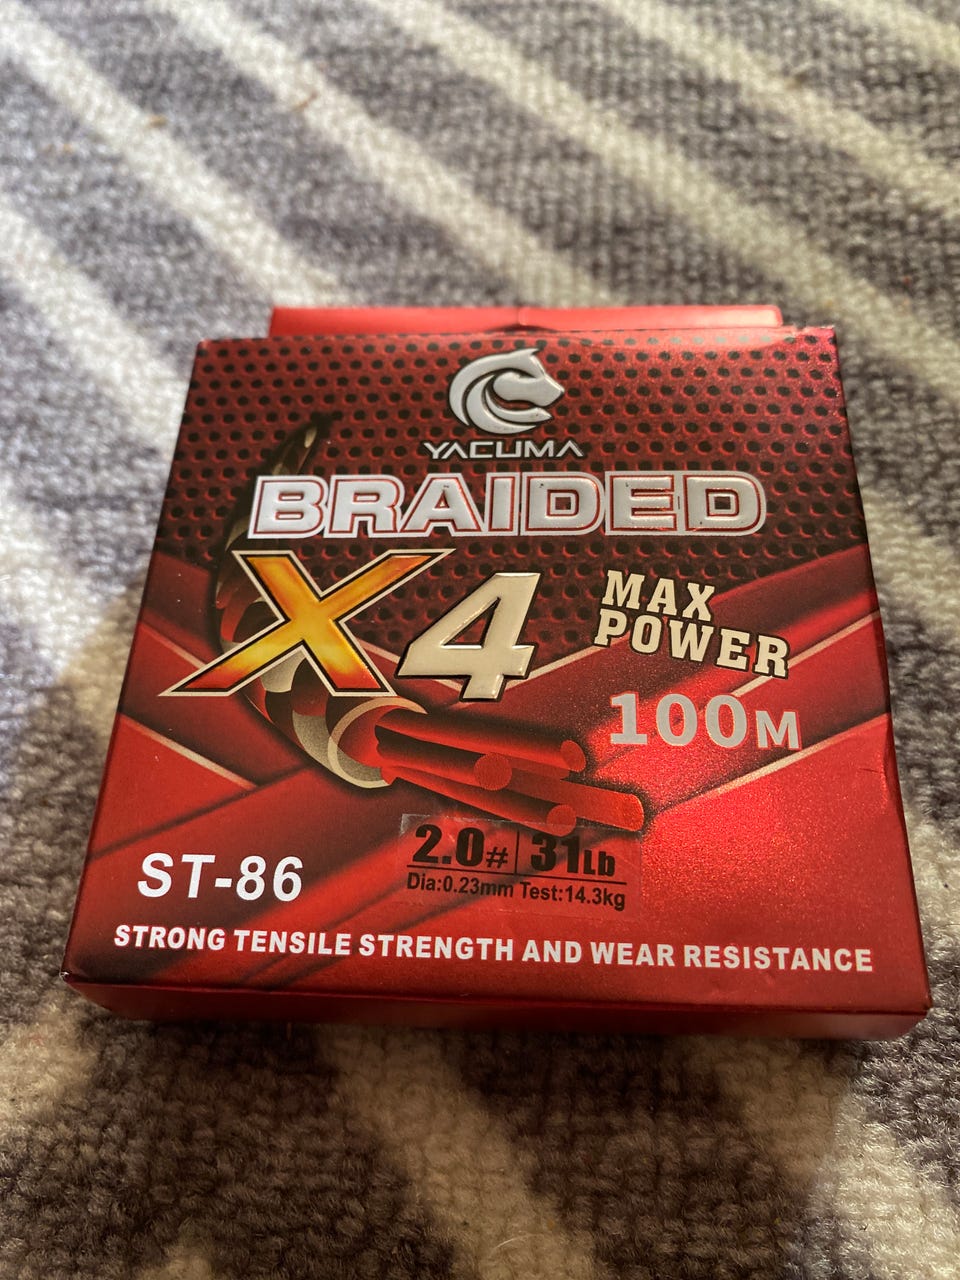 YACUMA
BRAIDED
X4
MAX
POWER
100M
2.0# 31Lb
Dia:0.23mm Test:14.3kg
ST-86
STRONG TENSILE STRENGTH AND WEAR RESISTANCE